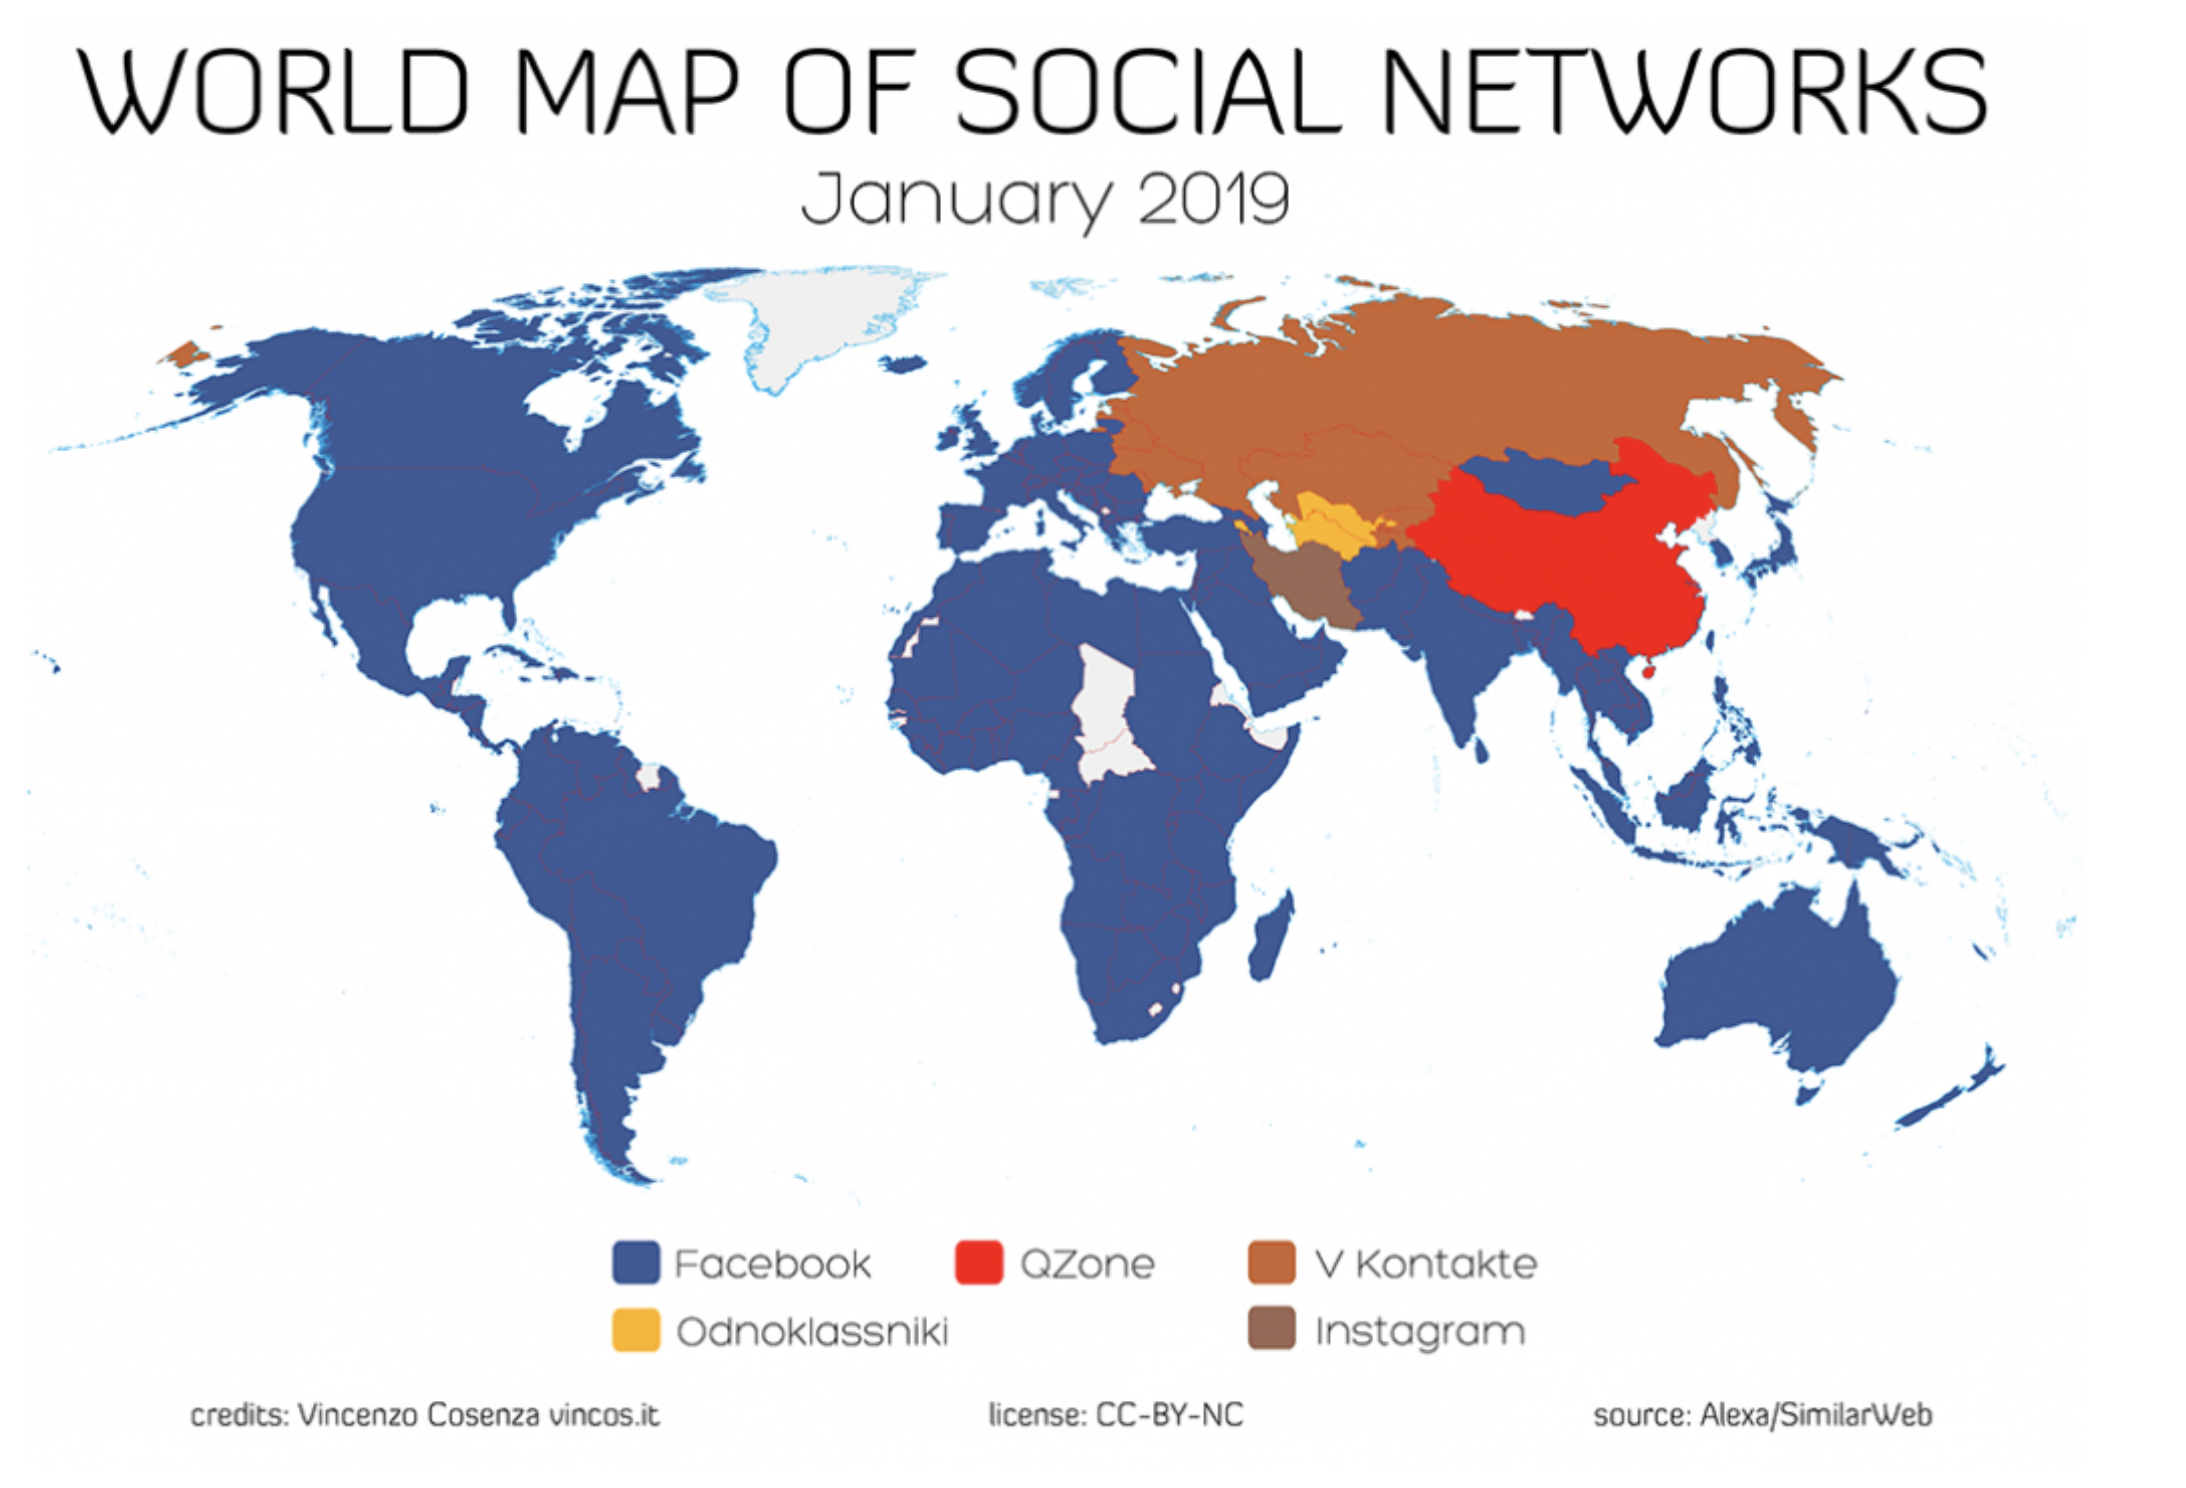 WORLD MAP OF SOCIAL NETWORKS
January 2019
Facebook
QZone
V Kontakte
Odnoklassniki
Instagram
credits: Vincenzo Cosenza vincos.it
license: CC-BY-NC
source: Alexa/SimilarWeb